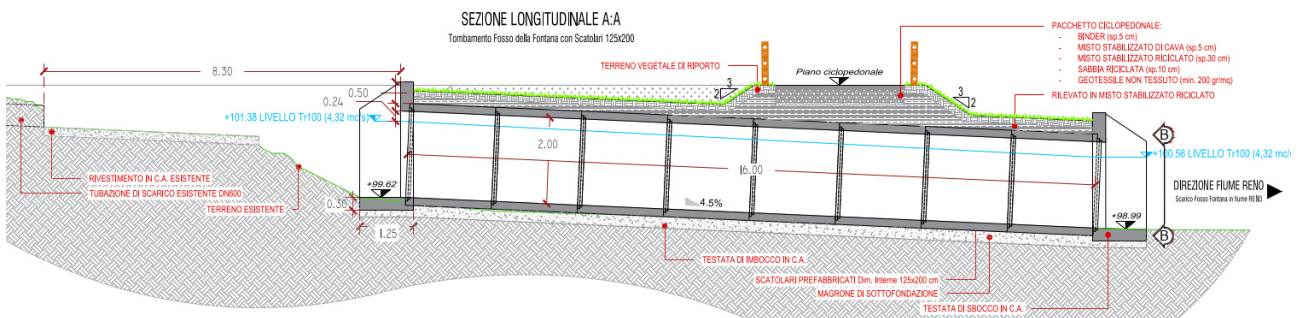 SEZIONE LONGITUDINALE A:A
Tombamento Fosso della Fontana con Scatolari 125x200
PACCHETTO CICLOPEDONALE:
- BINDER (sp.5 cm)
- MISTO STABILIZZATO DI CAVA (sp.5 cm)
- MISTO STABILIZZATO RICICLATO (sp.30 cm)
- SABBIA RICICLATA (sp.10 cm)
- GEOTESSILE NON TESSUTO (min. 200 gr/mq)
RILEVATO IN MISTO STABILIZZATO RICICLATO
TERRENO VEGETALE DI RIPORTO
Piano ciclopedonale
8.30
0.50
0.24
3
2
3
2
+101.38 LIVELLO Tr100 (4,32 mc/s)
2.00
16.00
+100.56 LIVELLO Tr100 (4,32 mc/s
B
RIVESTIMENTO IN C.A. ESISTENTE
TUBAZIONE DI SCARICO ESISTENTE DN600
TERRENO ESISTENTE
+99.62
0.30
1.25
4.5%
DIREZIONE FIUME RENO
Scarico Fosso Fontana in fiume RENO
+98.99
B
TESTATA DI IMBOCCO IN C.A.
SCATOLARI PREFABBRICATI Dim. Interne 125x200 cm
MAGRONE DI SOTTOFONDAZIONE
TESTATA DI SBOCCO IN C.A.